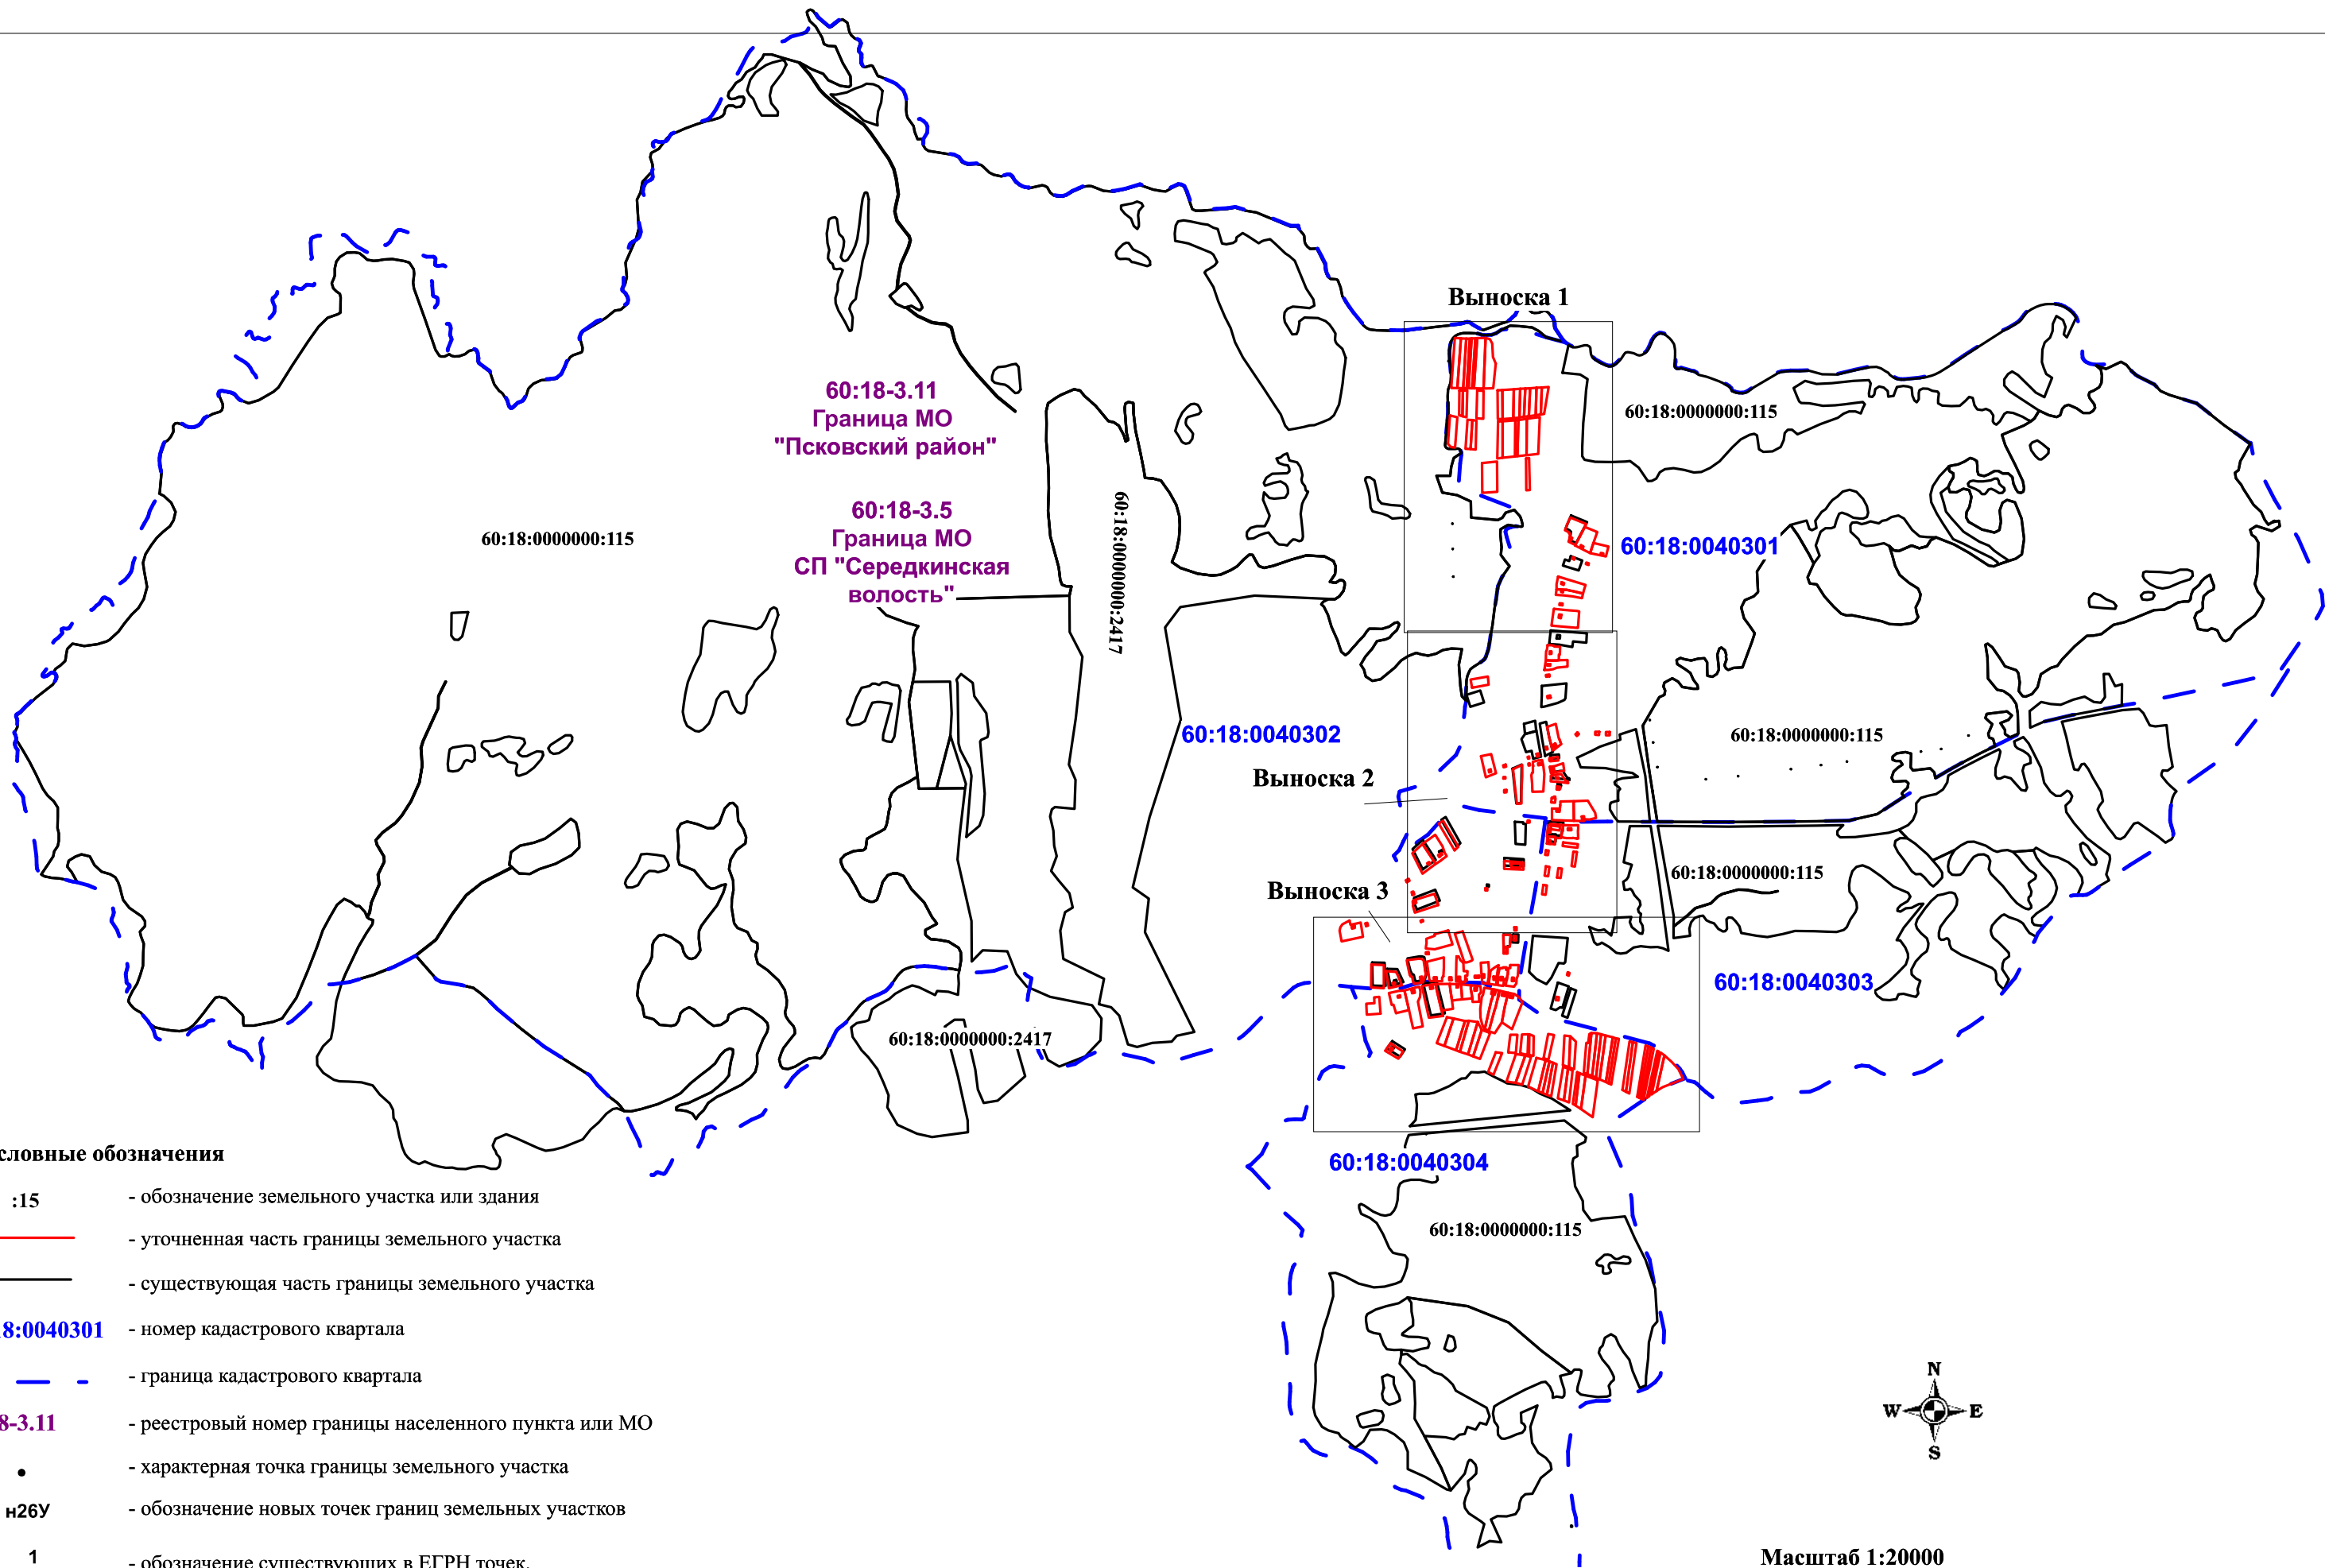 Выноска 1
60:18-3.11
Граница МО
"Псковский район"
60:18:0000000:115
60:18-3.5
Граница МО
СП "Середкинская
волость"
60:18:0000000:115
60:18:0000000:2417
60:18:0040301
60:18:0040302
60:18:0000000:115
Выноска 2
60:18:0000000:115
Выноска 3
60:18:0040303
60:18:0000000:2417
60:18:0040304
60:18:0000000:115
словные обозначения
:15 - обозначение земельного участка или здания
- уточненная часть границы земельного участка
- существующая часть границы земельного участка
8:0040301 - номер кадастрового квартала
- граница кадастрового квартала
8-3.11 - реестровый номер границы населенного пункта или МО
- характерная точка границы земельного участка
н26У - обозначение новых точек границ земельных участков
1 - обозначение существующих в ЕГРН точек,
N
W E
S
Масштаб 1:20000